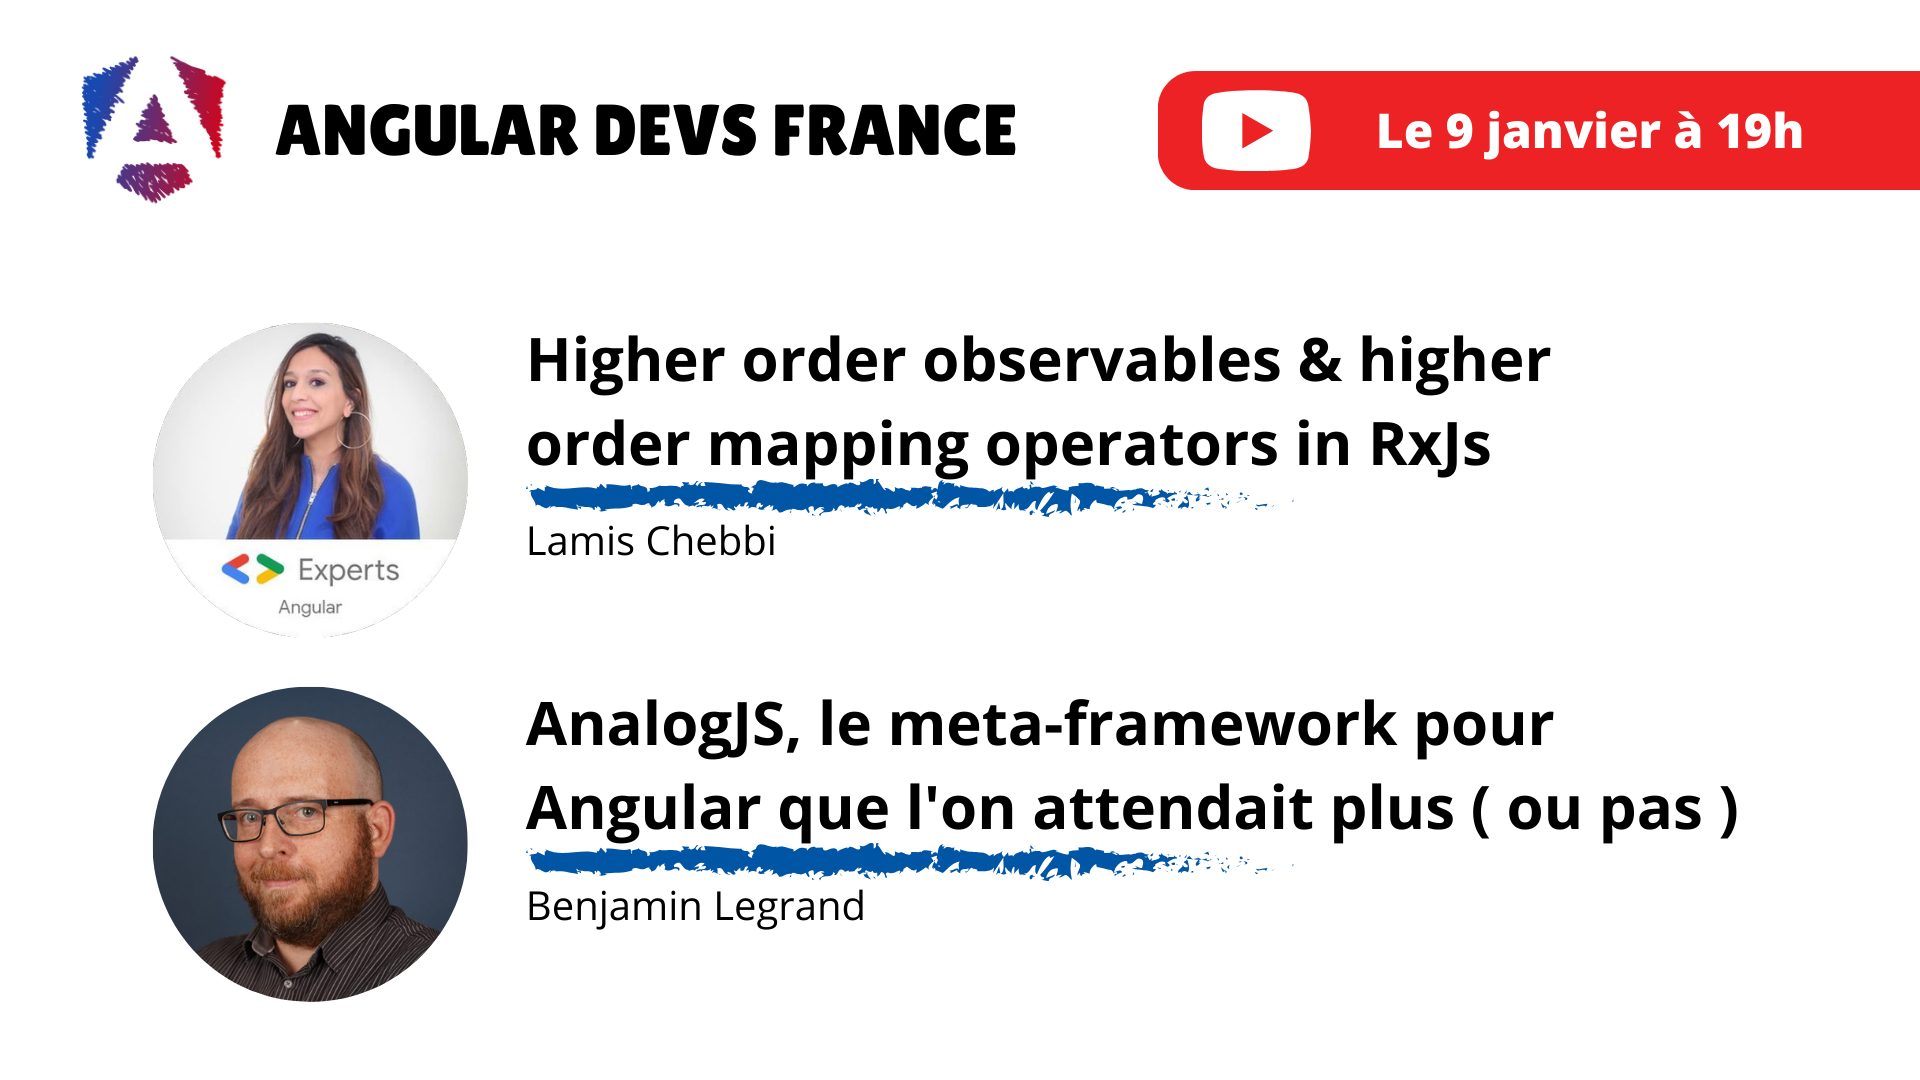 ANGULAR DEVS FRANCE
Le 9 janvier à 19h
Higher order observables & higher
order mapping operators in RxJs
Lamis Chebbi
Experts
Angular
AnalogJS, le meta-framework pour
Angular que l'on attendait plus ( ou pas )
Benjamin Legrand